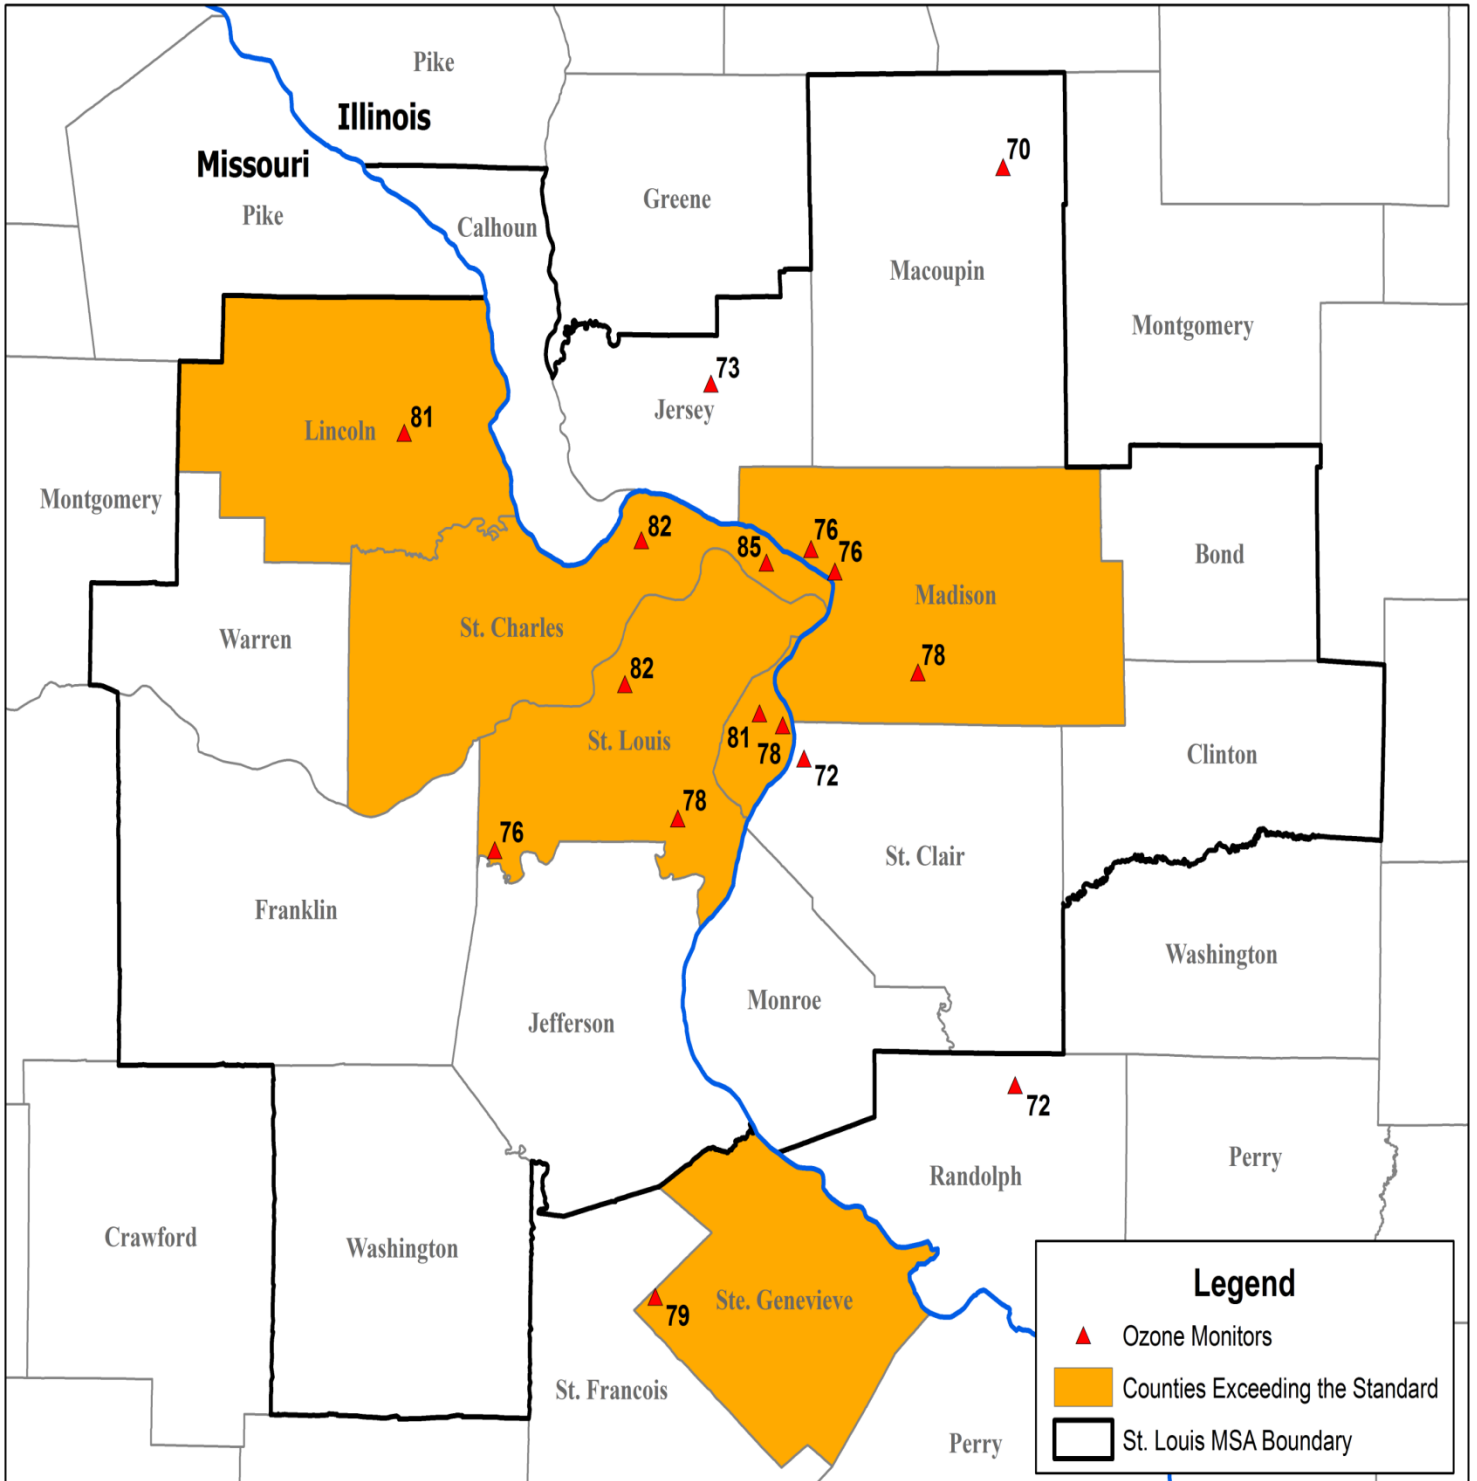 Pike
Illinois
Missouri
Pike
Calhoun
Greene
70
Macoupin
Montgomery
73
Jersey
81
Lincoln
Montgomery
82
85
76
76
Bond
Madison
St. Charles
Warren
78
82
81
78
St. Louis
72
Clinton
78
76
St. Clair
Franklin
Washington
Monroe
Jefferson
72
Perry
Randolph
Crawford
Washington
Ste. Genevieve
79
St. Francois
Perry
Legend
Ozone Monitors
Counties Exceeding the Standard
St. Louis MSA Boundary